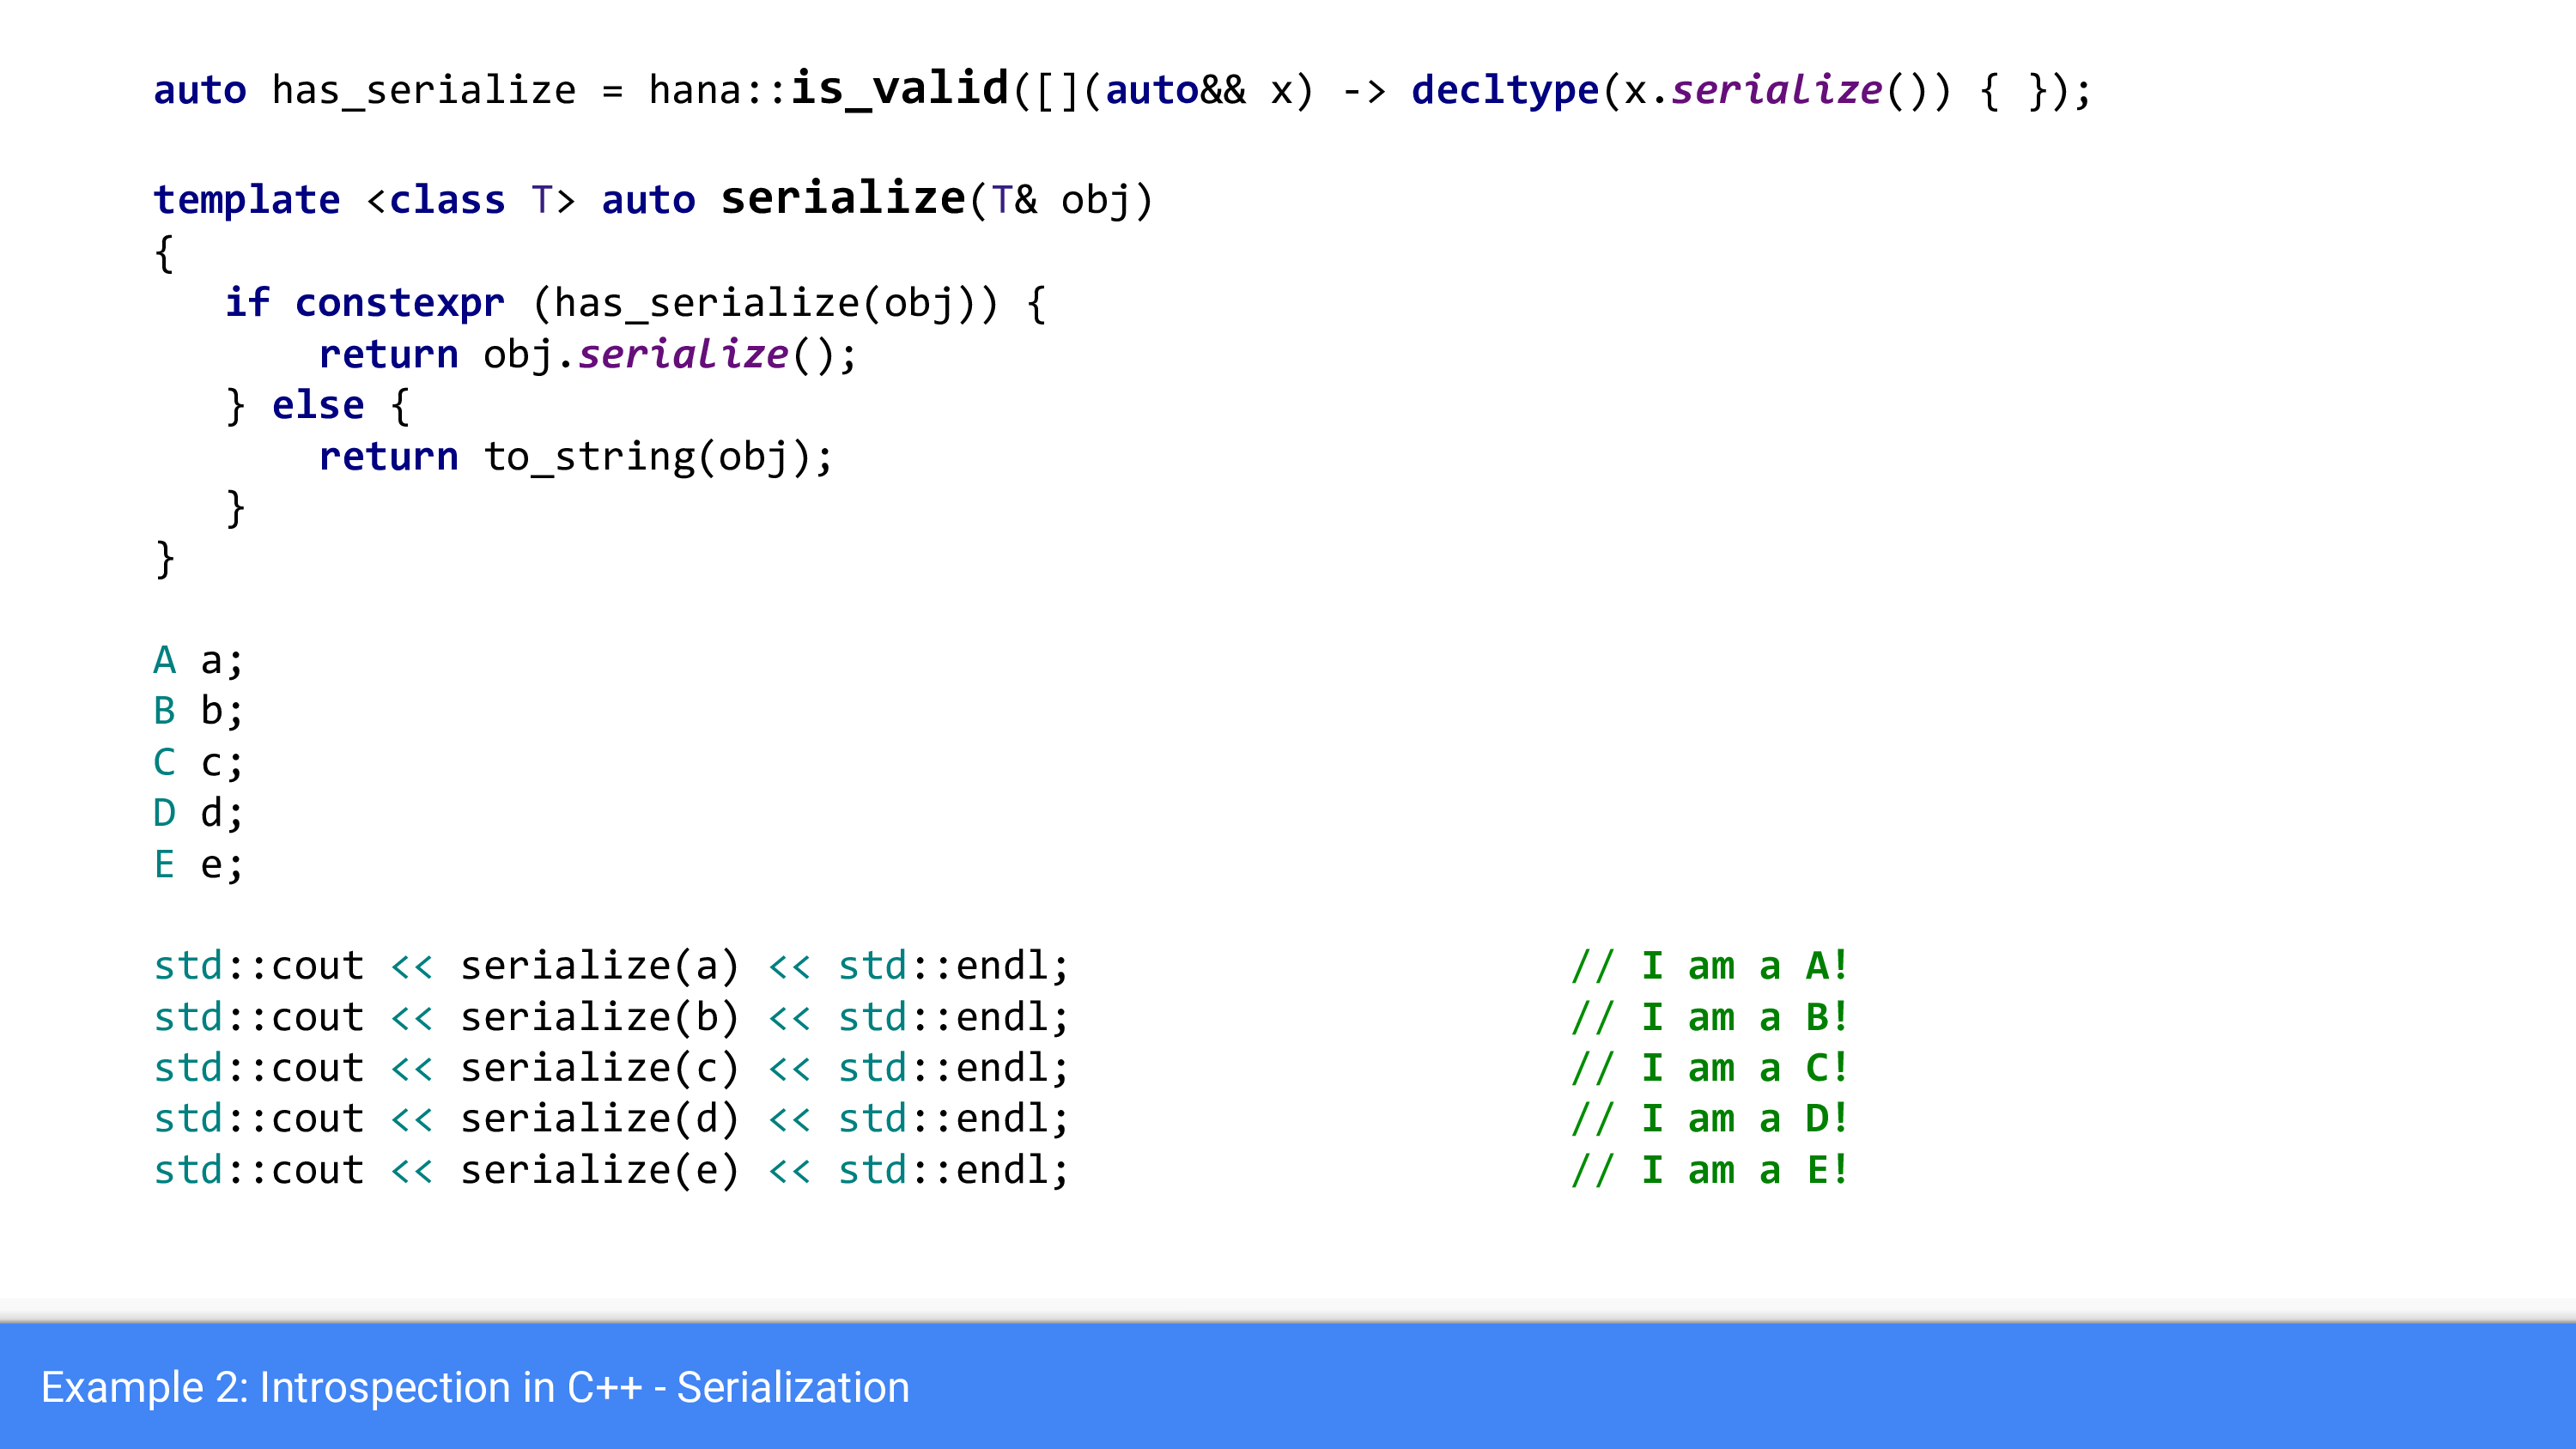 auto has_serialize = hana::is_valid([](auto&& x) -> decltype(x.serialize()) { });
template <class T> auto serialize(T& obj)
{
   if constexpr (has_serialize(obj)) {
       return obj.serialize();
   } else {
       return to_string(obj);
   }
}
A a;
B b;
C c;
D d;
E e;
std::cout << serialize(a) << std::endl; // I am a A!
std::cout << serialize(b) << std::endl; // I am a B!
std::cout << serialize(c) << std::endl; // I am a C!
std::cout << serialize(d) << std::endl; // I am a D!
std::cout << serialize(e) << std::endl; // I am a E!
Example 2: Introspection in C++ - Serialization